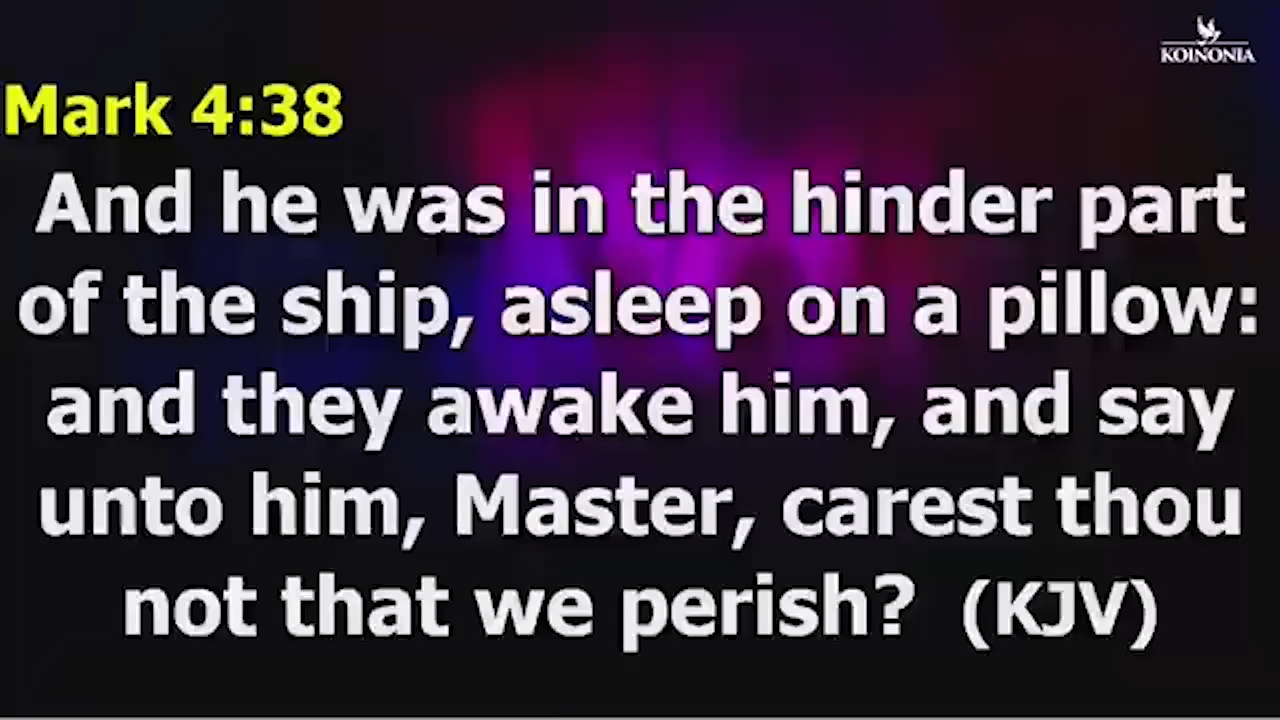 KOINONIA
Mark 4:38
And he was in the hinder part
of the ship, asleep on a pillow:
and they awake him, and say
unto him, Master, carest thou
not that we perish? (KJV)